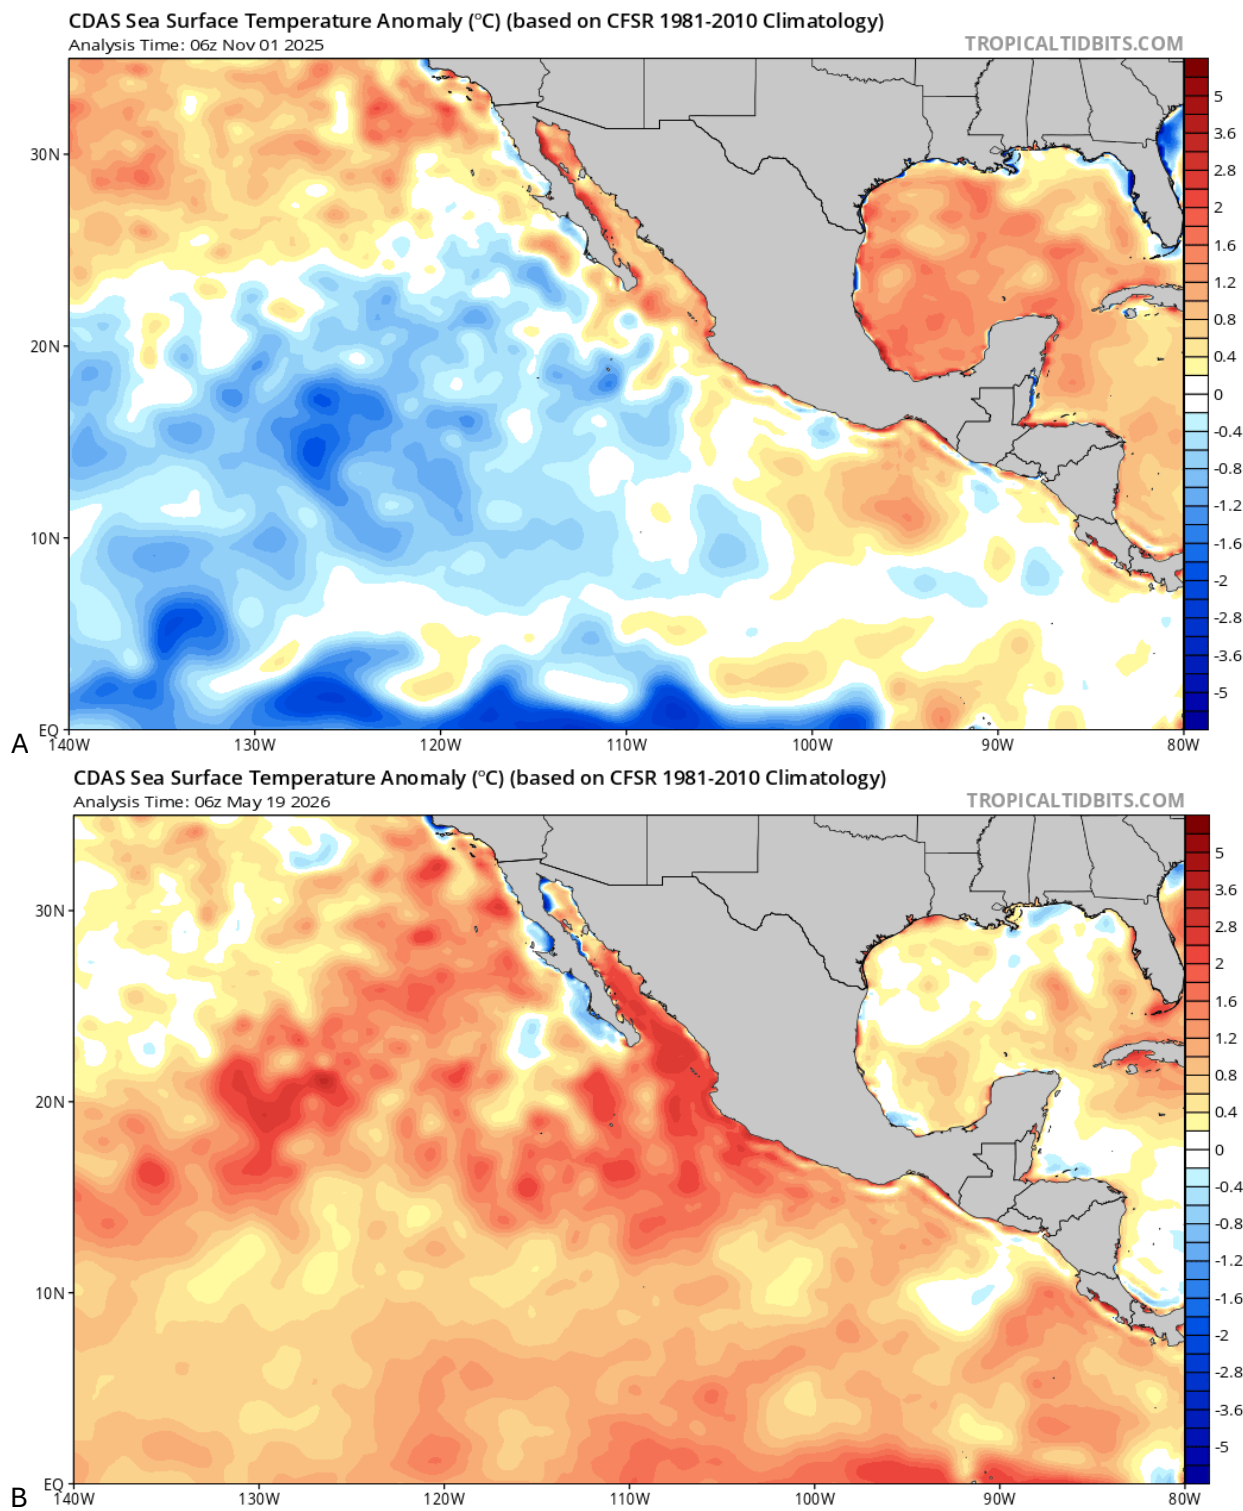 CDAS Sea Surface Temperature Anomaly (°C) (based on CFSR 1981-2010 Climatology)
Analysis Time: 06z Nov 01 2025
TROPICALTIDBITS.COM
30N
20N
10N
EQ
140W
130W
120W
110W
100W
90W
80W
5
3.6
2.8
2
1.6
1.2
0.8
0.4
0
-0.4
-0.8
-1.2
-1.6
-2
-2.8
-3.6
-5
A
CDAS Sea Surface Temperature Anomaly (°C) (based on CFSR 1981-2010 Climatology)
Analysis Time: 06z May 19 2026
TROPICALTIDBITS.COM
30N
20N
10N
EQ
140W
130W
120W
110W
100W
90W
80W
5
3.6
2.8
2
1.6
1.2
0.8
0.4
0
-0.4
-0.8
-1.2
-1.6
-2
-2.8
-3.6
-5
B